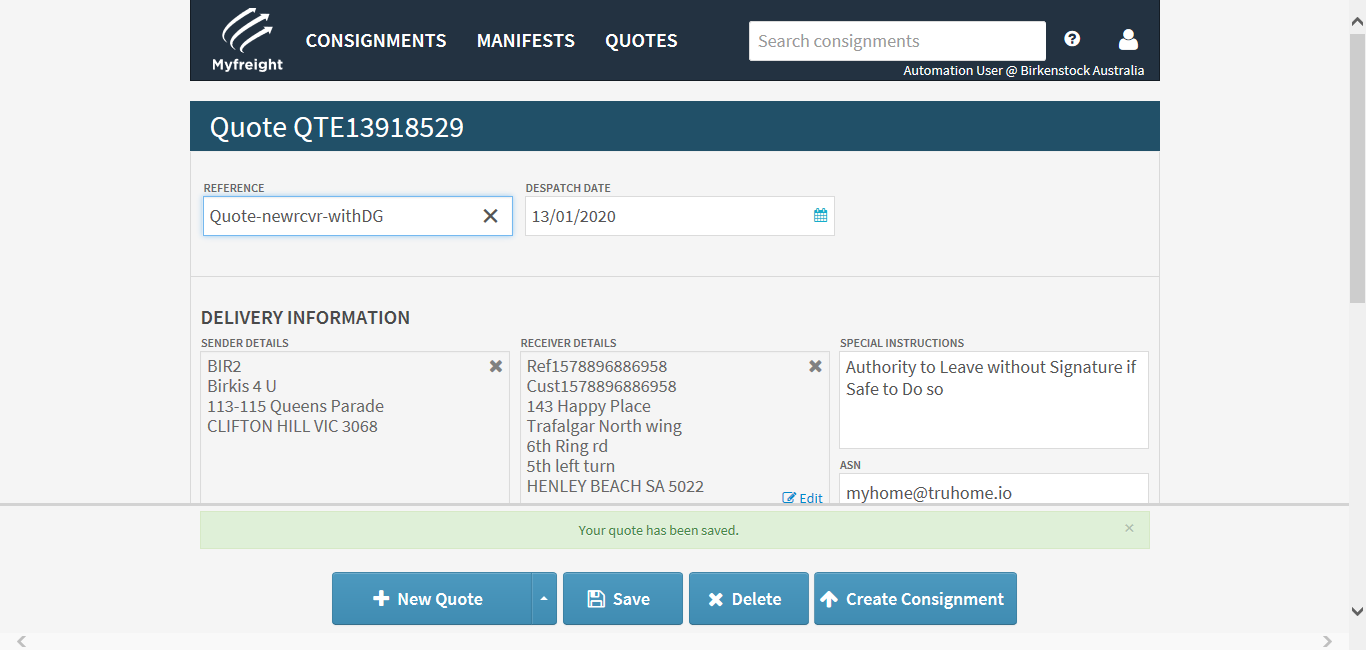 Myfreight
CONSIGNMENTS MANIFESTS QUOTES
Search consignments
Automation User @ Birkenstock Australia
Quote QTE13918529
REFERENCE
Quote-newrcvr-withDG
DESPATCH DATE
13/01/2020
DELIVERY INFORMATION
SENDER DETAILS
BIR2
Birkis 4 U
113-115 Queens Parade
CLIFTON HILL VIC 3068
RECEIVER DETAILS
Ref1578896886958
Cust1578896886958
143 Happy Place
Trafalgar North wing
6th Ring rd
5th left turn
HENLEY BEACH SA 5022
Edit
SPECIAL INSTRUCTIONS
Authority to Leave without Signature if
Safe to Do so
ASN
myhome@truhome.io
Your quote has been saved.
New Quote
Save
Delete
Create Consignment